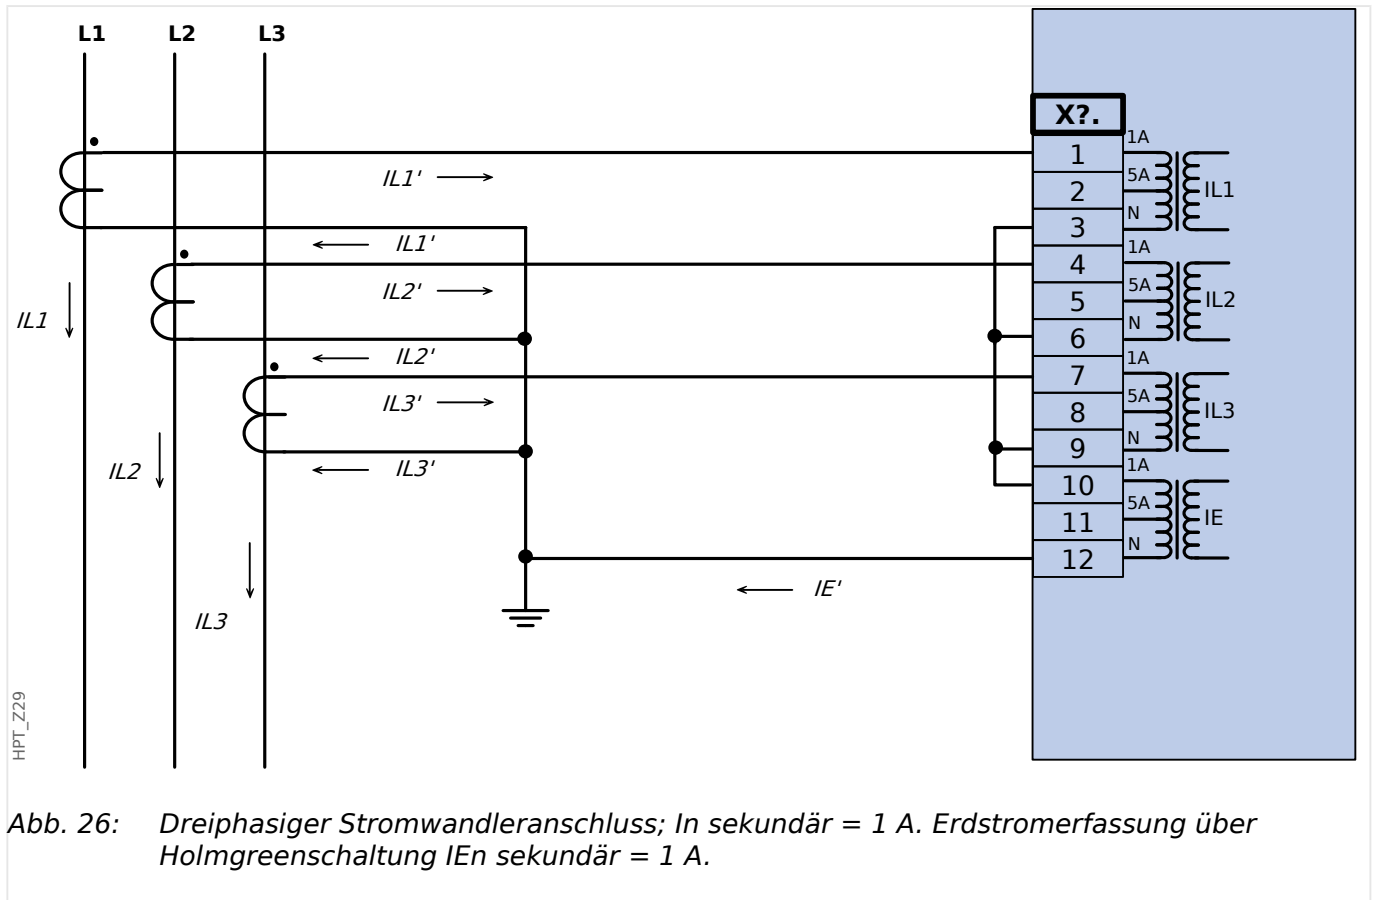 L1 L2 L3
X?.
1A
1
IL1'
5A
2
IL1
N
3
IL1'
1A
4
IL2'
5A
5
IL2
IL1
N
6
IL2'
1A
7
IL3'
5A
8
IL3
N
9
IL3'
IL2
1A
10
5A
11
IE
N
12
IE'
IL3
HPT_Z29
Abb. 26: Dreiphasiger Stromwandleranschluss; In sekundär = 1 A. Erdstromerfassung über
Holmgreenschaltung IEn sekundär = 1 A.